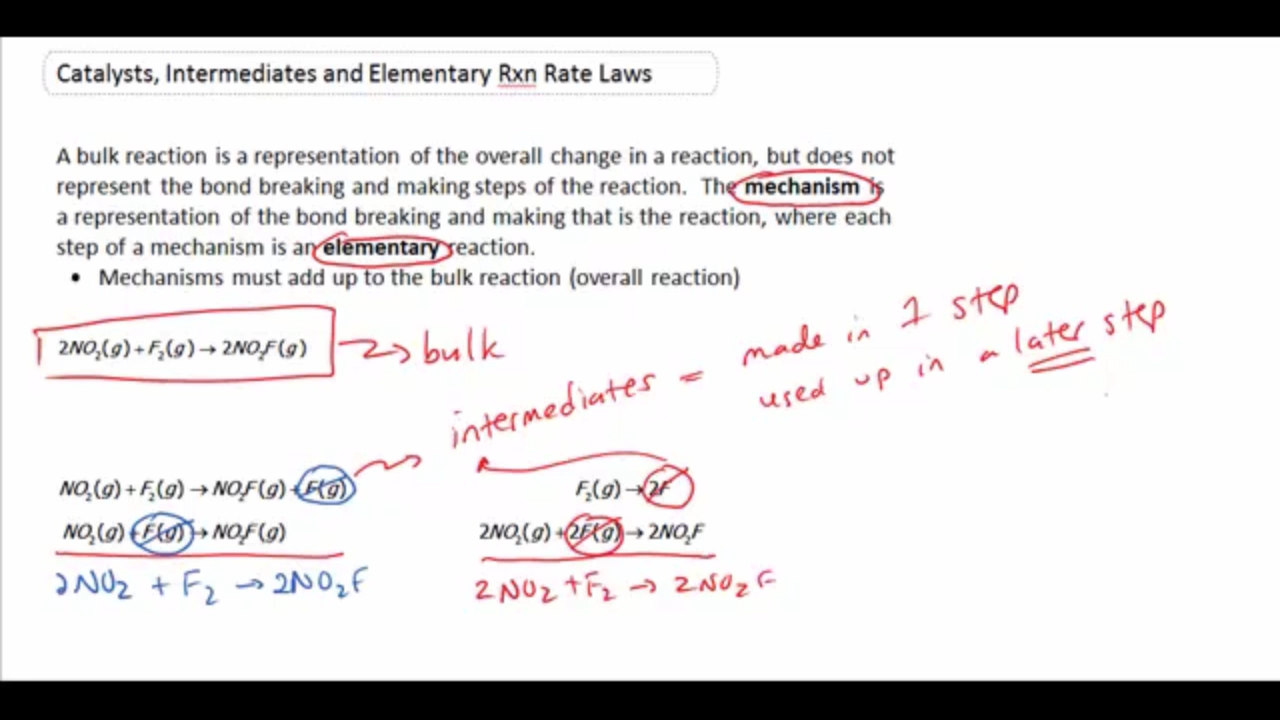 Catalysts, Intermediates and Elementary Rxn Rate Laws
A bulk reaction is a representation of the overall change in a reaction, but does not
represent the bond breaking and making steps of the reaction. The mechanism is
a representation of the bond breaking and making that is the reaction, where each
step of a mechanism is an elementary reaction.
• Mechanisms must add up to the bulk reaction (overall reaction)
2NO₂(g) + F₂(g) → 2NO₂F(g) → bulk
intermediates = made in 1 step
used up in a later step
NO₂(g) + F₂(g) → NO₂F(g) + F(g)
NO₂(g) + F(g) → NO₂F(g)
2NO₂ + F₂ → 2NO₂F
F₂(g) → 2F
2NO₂(g) + 2F(g) → 2NO₂F
2NO₂ + F₂ → 2NO₂F